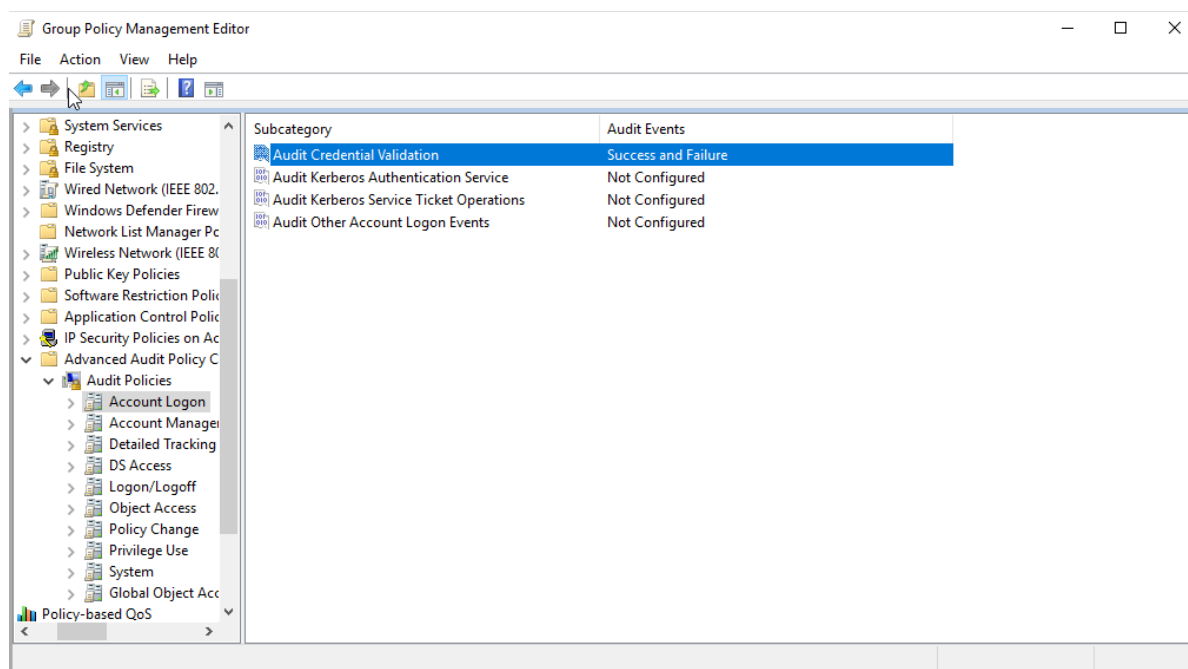 Group Policy Management Editor
File Action View Help
System Services
Registry
File System
Wired Network (IEEE 802.
Windows Defender Firew
Network List Manager Pc
Wireless Network (IEEE 80
Public Key Policies
Software Restriction Polic
Application Control Polic
IP Security Policies on Ac
Advanced Audit Policy C
Audit Policies
Account Logon
Account Manager
Detailed Tracking
DS Access
Logon/Logoff
Object Access
Policy Change
Privilege Use
System
Global Object Acc
Policy-based QoS
Subcategory Audit Events
Audit Credential Validation Success and Failure
Audit Kerberos Authentication Service Not Configured
Audit Kerberos Service Ticket Operations Not Configured
Audit Other Account Logon Events Not Configured